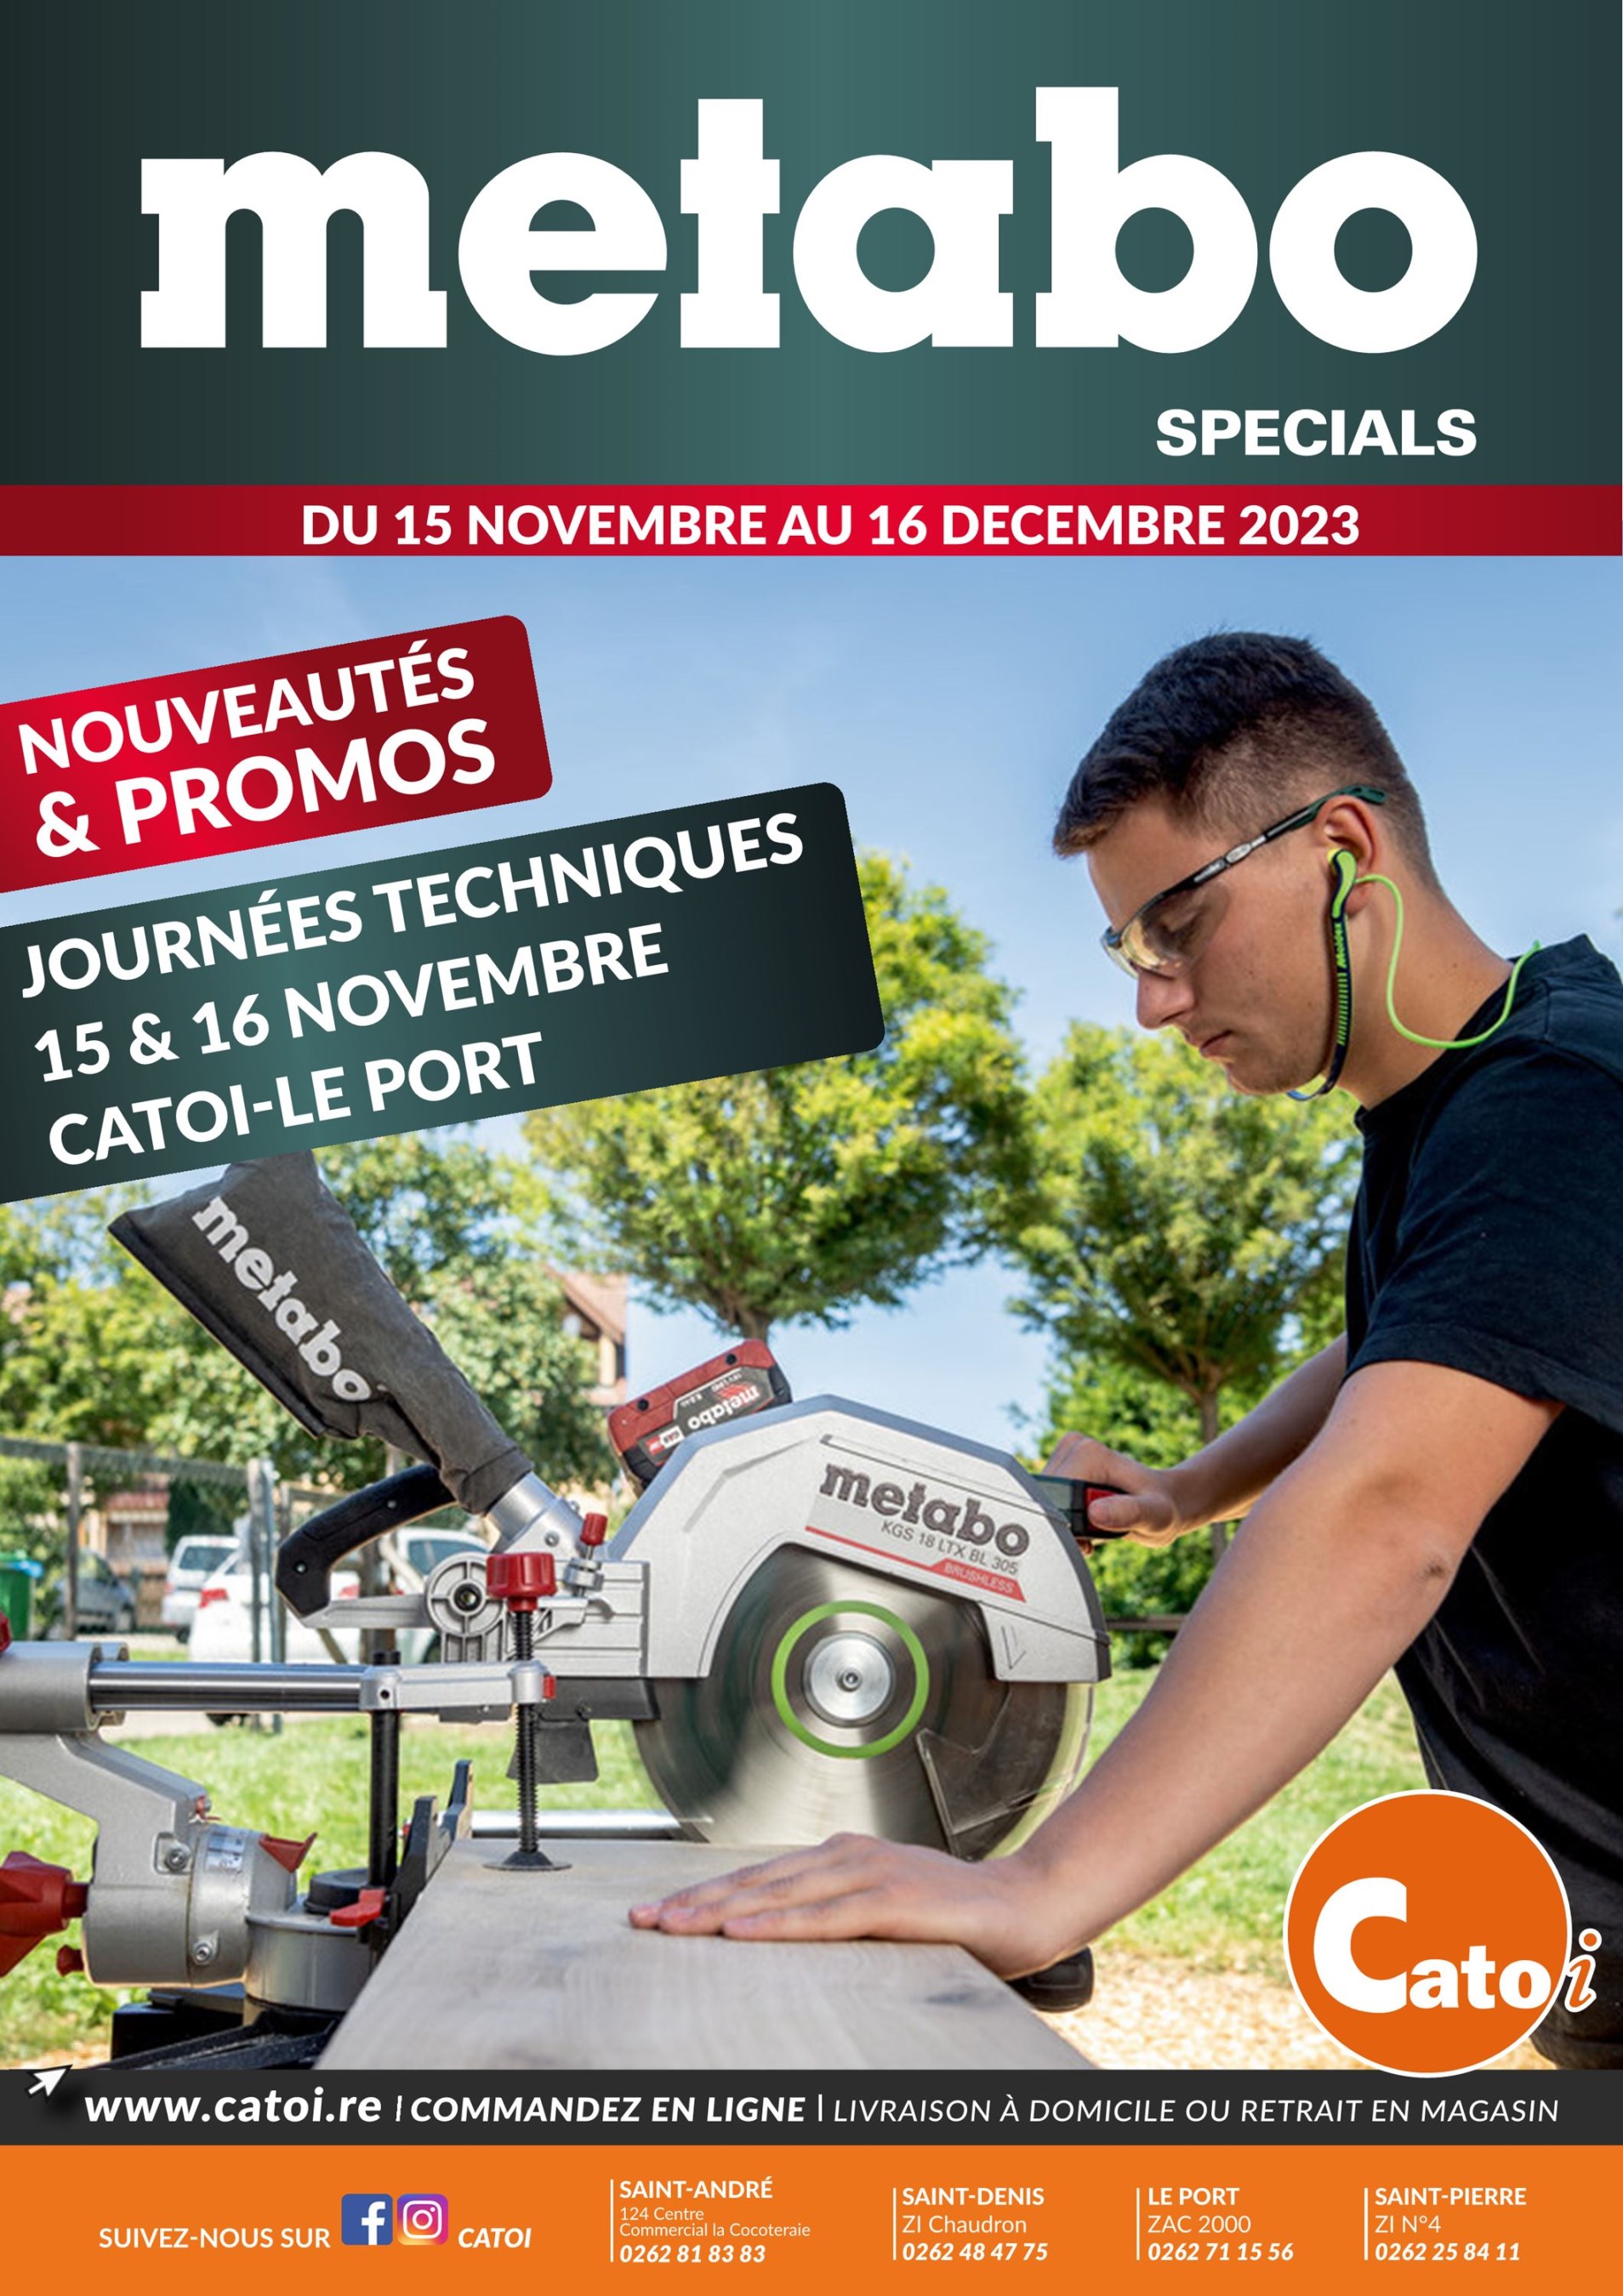 metabo
SPECIALS
DU 15 NOVEMBRE AU 16 DECEMBRE 2023
NOUVEAUTÉS
& PROMOS
JOURNÉES TECHNIQUES
15 & 16 NOVEMBRE
CATOI-LE PORT
metabo
metabo
metabo
KGS 18 LTX BL 305
BRUSHLESS
Moldex
Catoi
www.catoi.re | COMMANDEZ EN LIGNE | LIVRAISON À DOMICILE OU RETRAIT EN MAGASIN
SUIVEZ-NOUS SUR
CATOI
SAINT-ANDRÉ
124 Centre
Commercial la Cocoteraie
0262 81 83 83
SAINT-DENIS
ZI Chaudron
0262 48 47 75
LE PORT
ZAC 2000
0262 71 15 56
SAINT-PIERRE
ZI N°4
0262 25 84 11